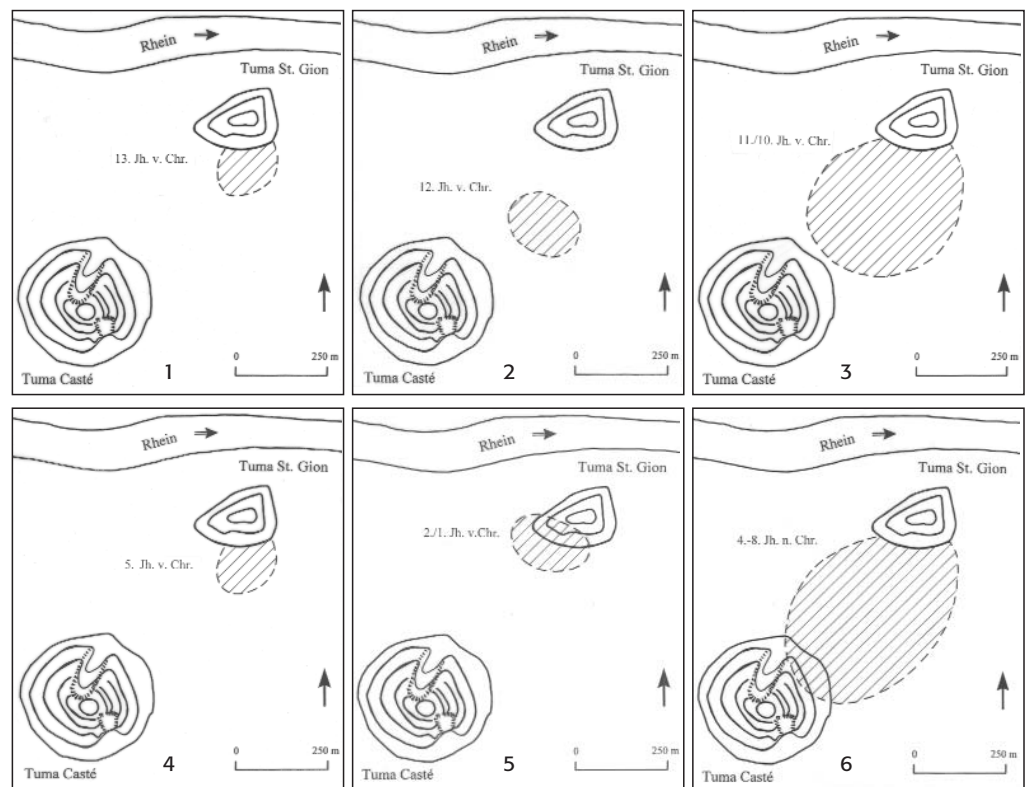 Rhein
Tuma St. Gion
13. Jh. v. Chr.
0 250 m
Tuma Casté
1
Rhein
Tuma St. Gion
12. Jh. v. Chr.
0 250 m
Tuma Casté
2
Rhein
Tuma St. Gion
11./10. Jh. v. Chr.
0 250 m
Tuma Casté
3
Rhein
Tuma St. Gion
5. Jh. v. Chr.
0 250 m
Tuma Casté
4
Rhein
Tuma St. Gion
2./1. Jh. v.Chr.
0 250 m
Tuma Casté
5
Rhein
Tuma St. Gion
4.-8. Jh. n. Chr.
0 250 m
Tuma Casté
6